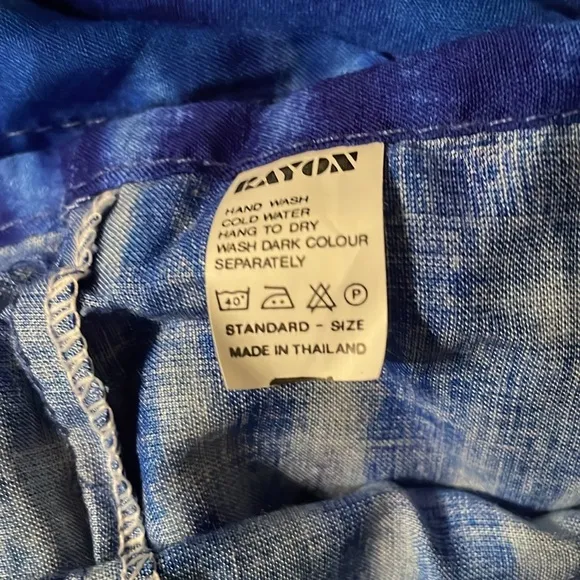 RAYON
HAND WASH
COLD WATER
HANG TO DRY
WASH DARK COLOUR
SEPARATELY
40°
P
STANDARD - SIZE
MADE IN THAILAND